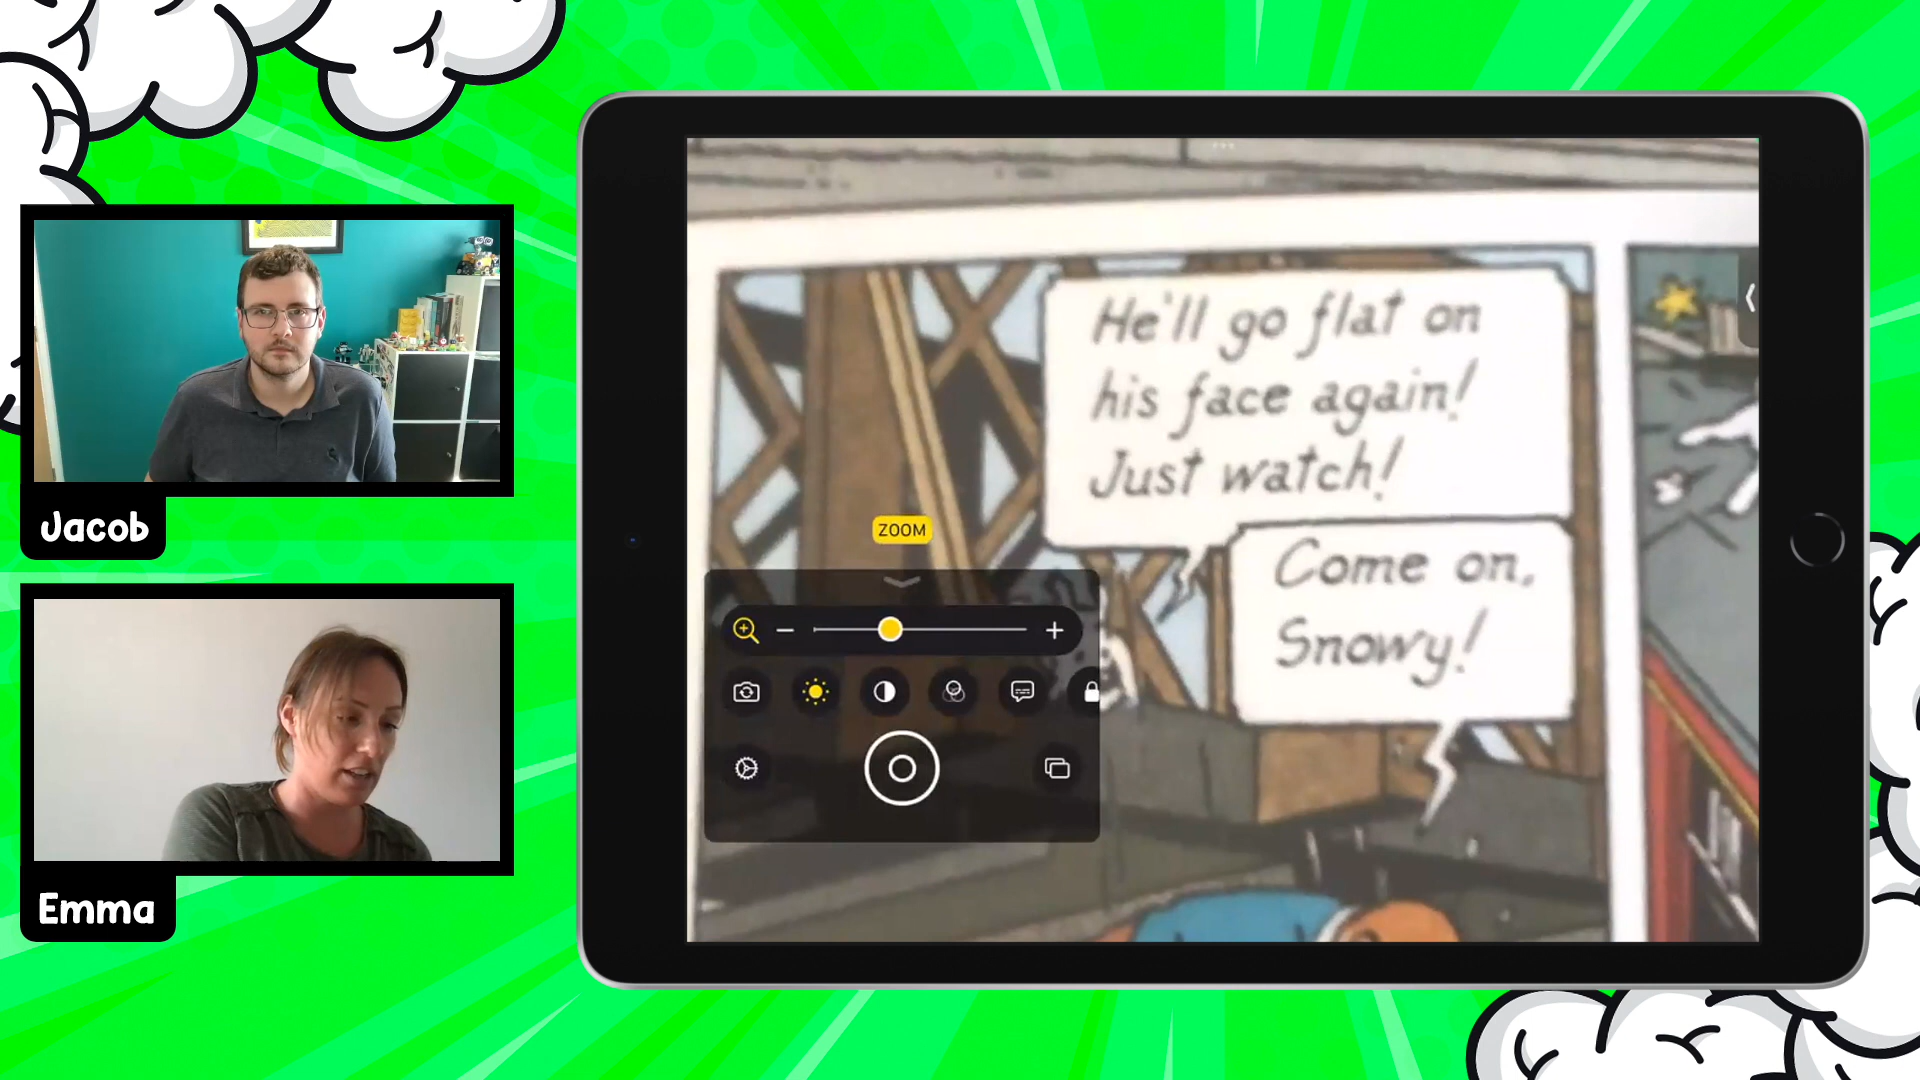 Jacob
Emma
He'll go flat on
his face again!
Just watch!
Come on,
Snowy!
ZOOM